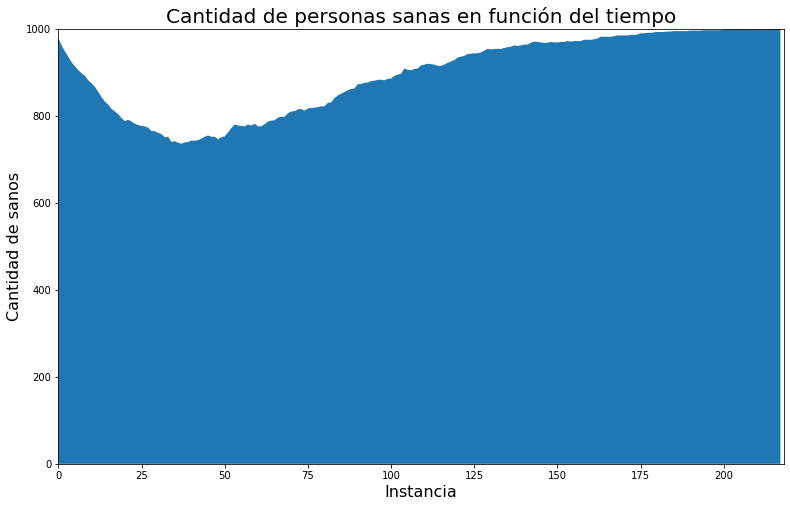 Cantidad de personas sanas en función del tiempo
1000
800
600
400
200
0
Cantidad de sanos
0 25 50 75 100 125 150 175 200
Instancia